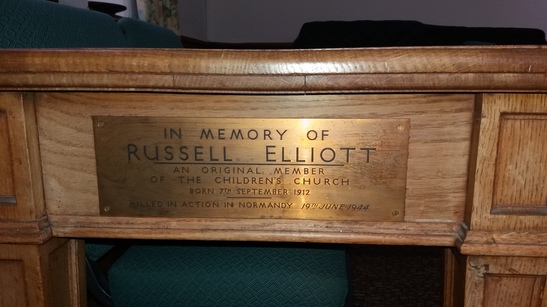 IN MEMORY OF
RUSSELL ELLIOTT
AN ORIGINAL MEMBER
OF THE CHILDREN'S CHURCH
BORN 7TH SEPTEMBER 1912
KILLED IN ACTION IN NORMANDY 19TH JUNE 1944